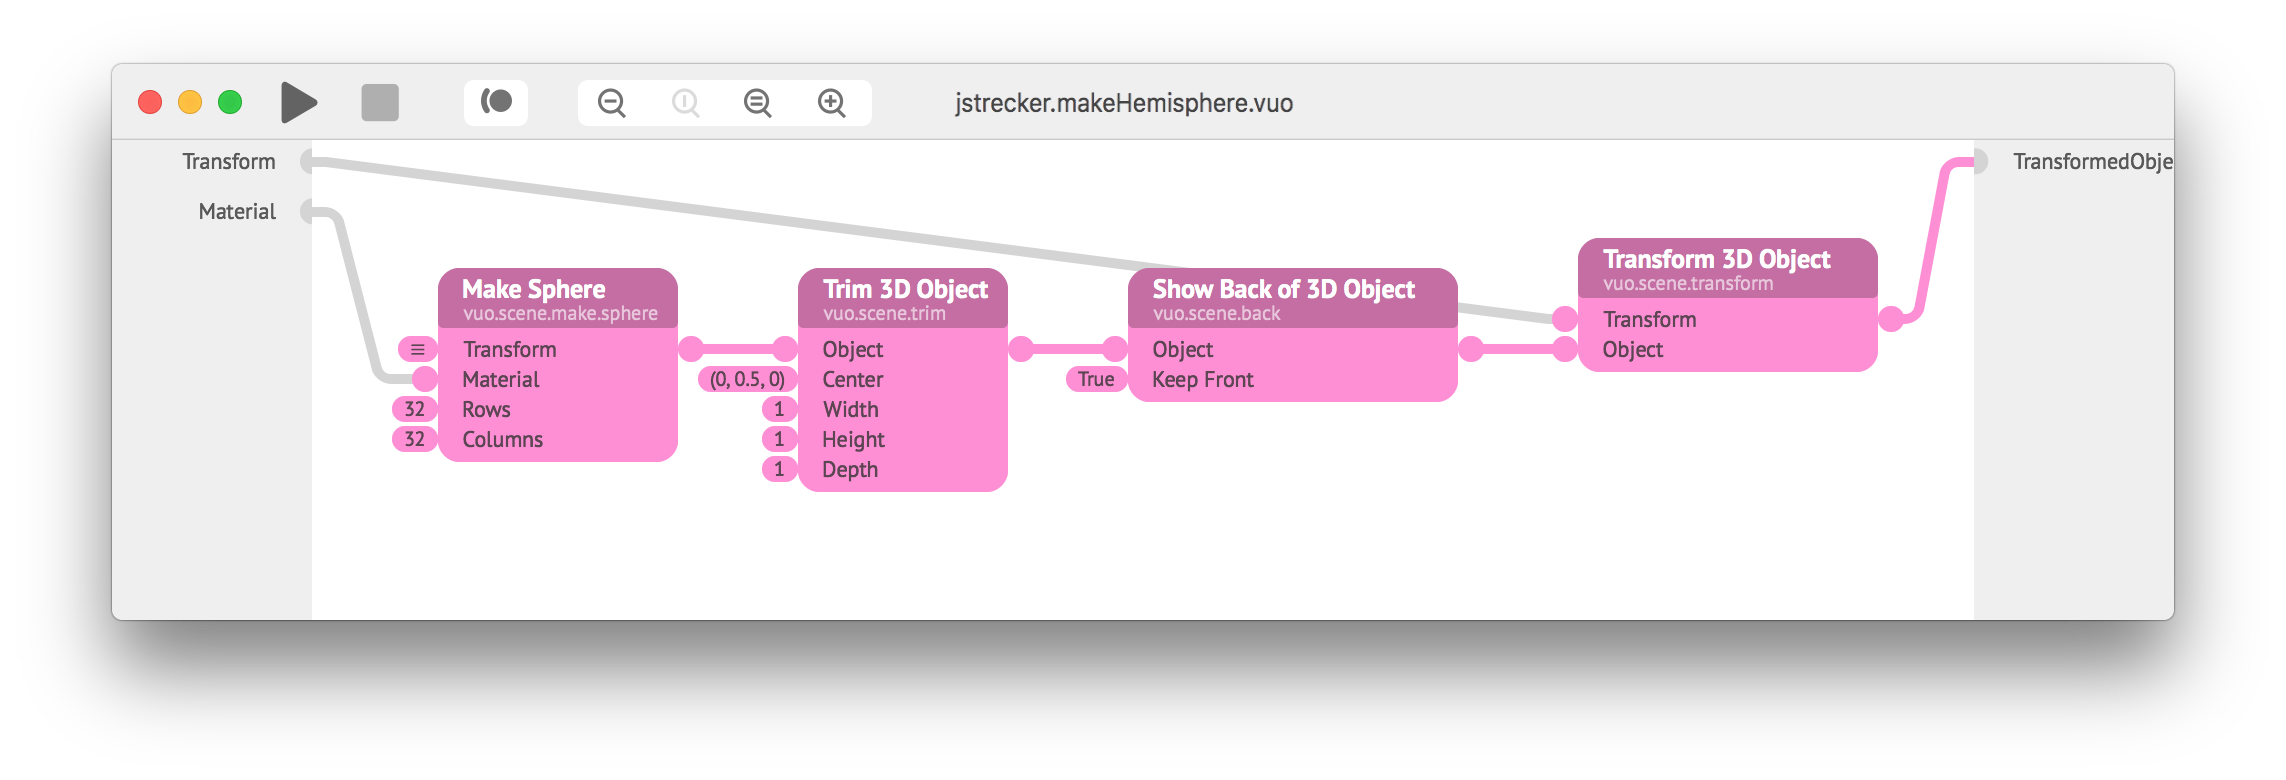 jstrecker.makeHemisphere.vuo
Transform
Material
TransformedObje
Make Sphere
vuo.scene.make.sphere
Transform
Material
32 Rows
32 Columns
Trim 3D Object
vuo.scene.trim
Object
(0, 0.5, 0) Center
1 Width
1 Height
1 Depth
Show Back of 3D Object
vuo.scene.back
Object
True Keep Front
Transform 3D Object
vuo.scene.transform
Transform
Object